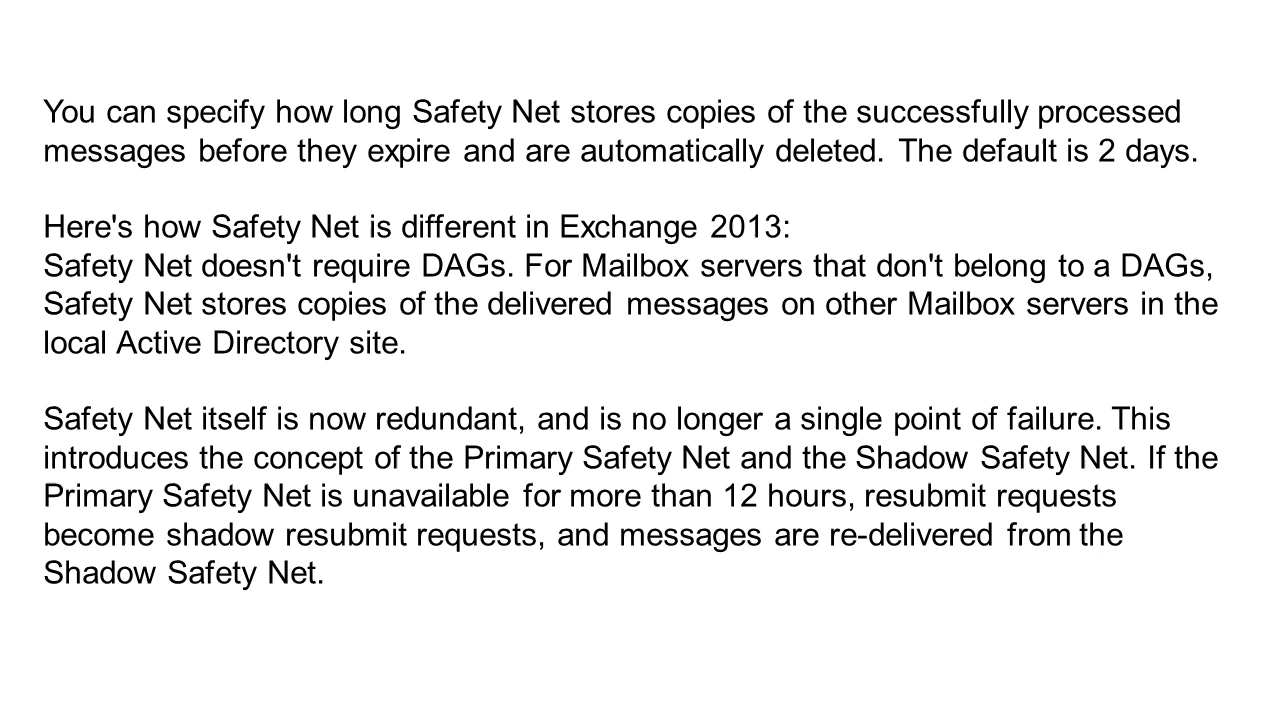 You can specify how long Safety Net stores copies of the successfully processed
messages before they expire and are automatically deleted. The default is 2 days.
Here's how Safety Net is different in Exchange 2013:
Safety Net doesn't require DAGs. For Mailbox servers that don't belong to a DAGs,
Safety Net stores copies of the delivered messages on other Mailbox servers in the
local Active Directory site.
Safety Net itself is now redundant, and is no longer a single point of failure. This
introduces the concept of the Primary Safety Net and the Shadow Safety Net. If the
Primary Safety Net is unavailable for more than 12 hours, resubmit requests
become shadow resubmit requests, and messages are re-delivered from the
Shadow Safety Net.